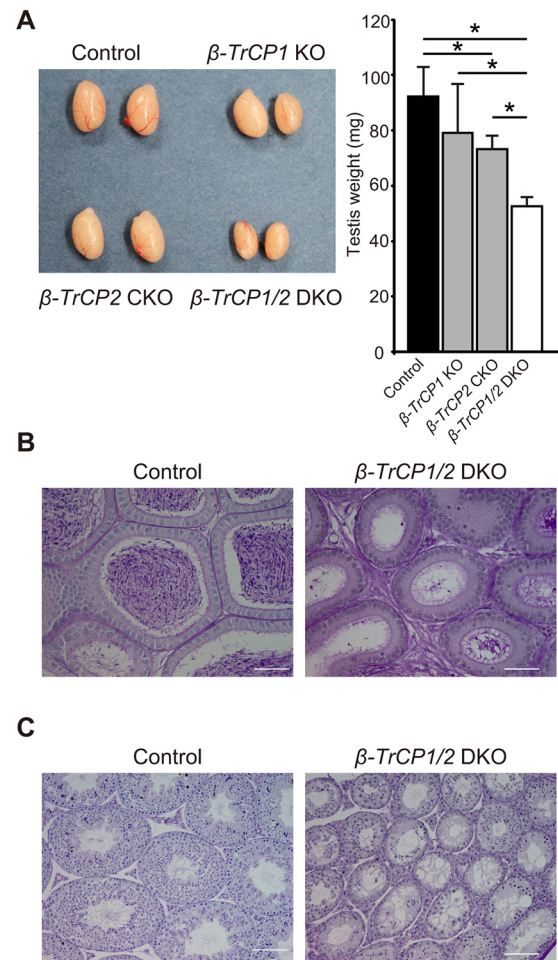 A
Control
β-TrCP1 KO
β-TrCP2 CKO
β-TrCP1/2 DKO
Testis weight (mg)
120
100
80
60
40
20
0
*
*
*
*
Control
β-TrCP1 KO
β-TrCP2 CKO
β-TrCP1/2 DKO
B
Control
β-TrCP1/2 DKO
C
Control
β-TrCP1/2 DKO